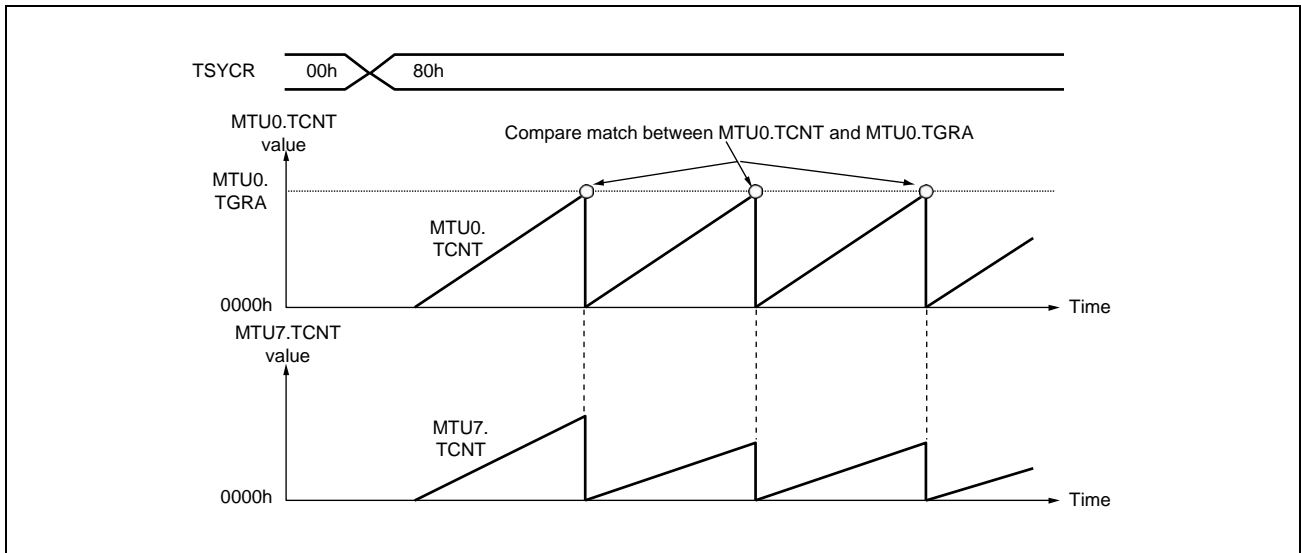 TSYCR 00h 80h
MTU0.TCNT
value
Compare match between MTU0.TCNT and MTU0.TGRA
MTU0.
TGRA
MTU0.
TCNT
0000h
Time
MTU7.TCNT
value
MTU7.
TCNT
0000h
Time